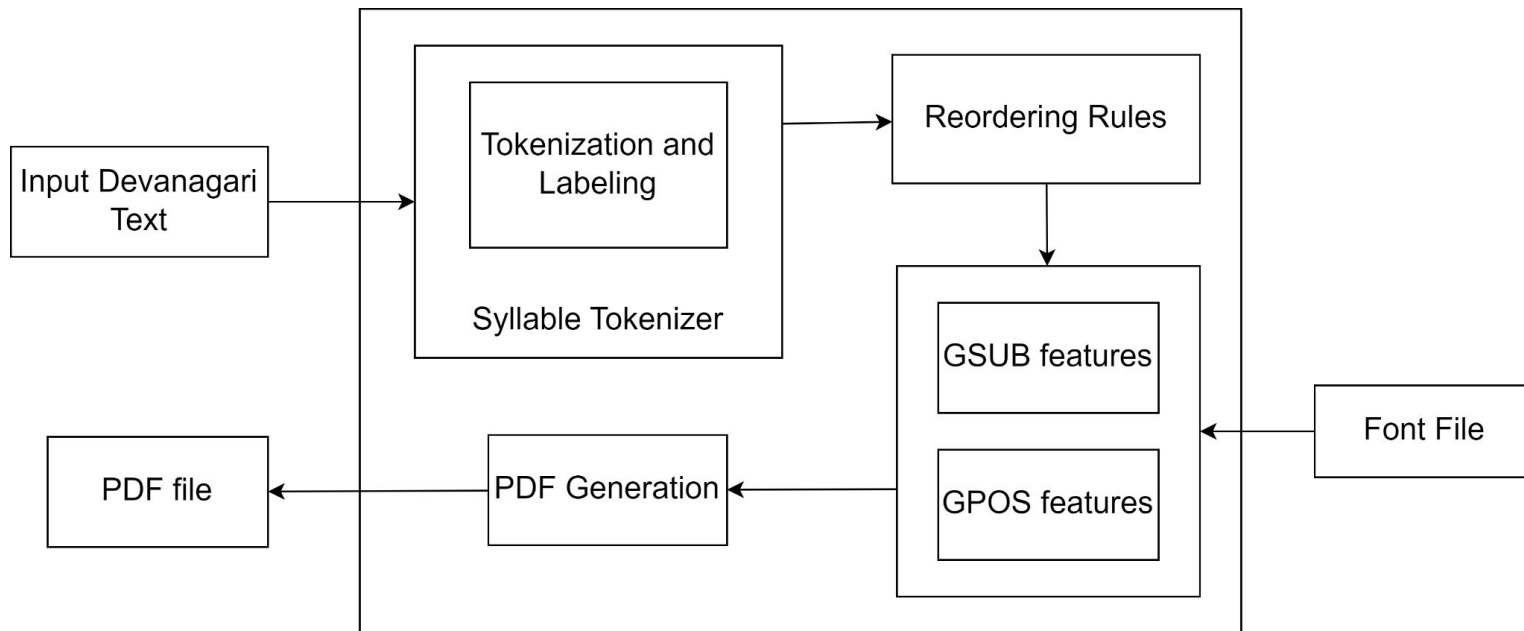 Input Devanagari
Text
Tokenization and
Labeling
Syllable Tokenizer
Reordering Rules
GSUB features
GPOS features
Font File
PDF Generation
PDF file